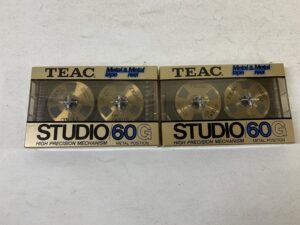 TEAC Metal & Metal
tape reel
STUDIO 60 G
HIGH PRECISION MECHANISM METAL POSITION
TEAC Metal & Metal
tape reel
STUDIO 60 G
HIGH PRECISION MECHANISM METAL POSITION